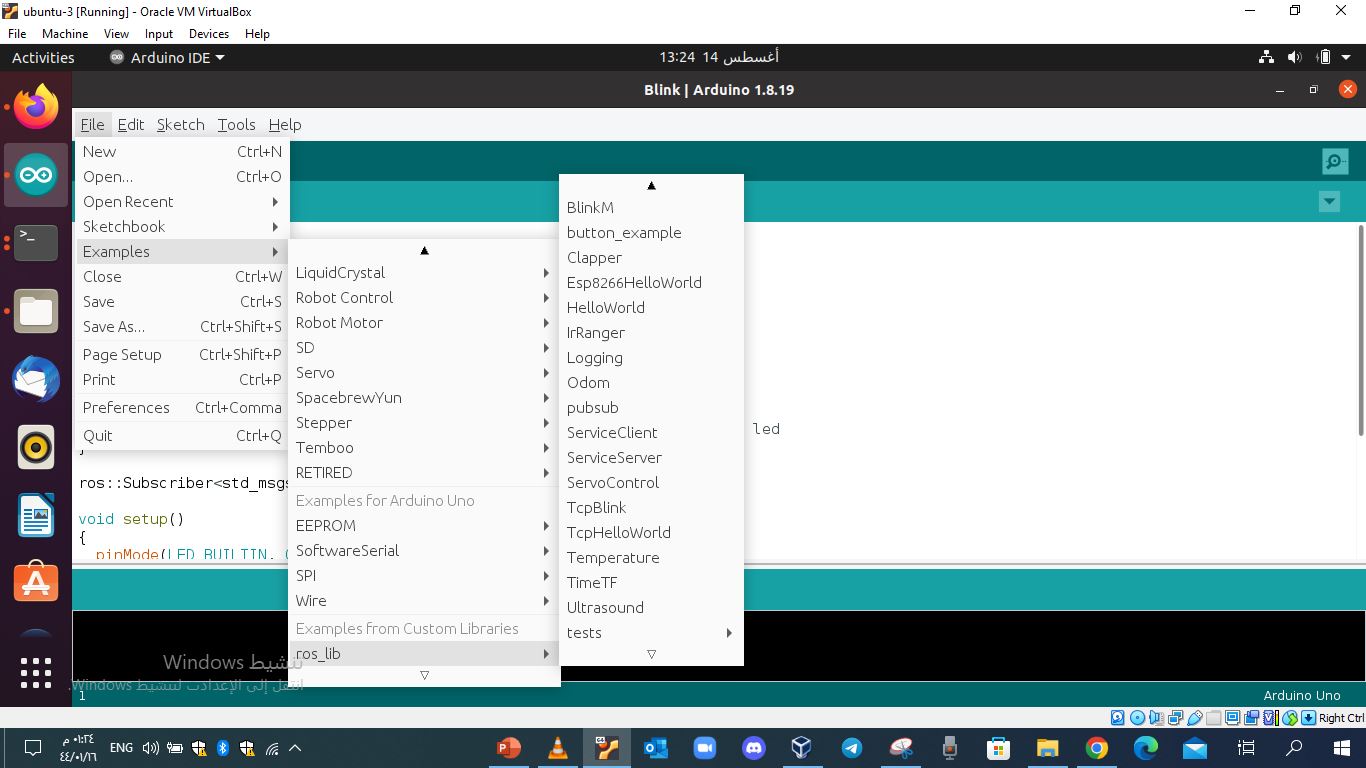 ubuntu-3 [Running] - Oracle VM VirtualBox
File Machine View Input Devices Help
Activities Arduino IDE 13:24 أغسطس 14
Blink | Arduino 1.8.19
File Edit Sketch Tools Help
New Ctrl+N
Open... Ctrl+O
Open Recent
Sketchbook
Examples
Close Ctrl+W
Save Ctrl+S
Save As... Ctrl+Shift+S
Page Setup Ctrl+Shift+P
Print Ctrl+P
Preferences Ctrl+Comma
Quit Ctrl+Q
LiquidCrystal
Robot Control
Robot Motor
SD
Servo
SpacebrewYun
Stepper
Temboo
RETIRED
Examples for Arduino Uno
EEPROM
SoftwareSerial
SPI
Wire
Examples from Custom Libraries
ros_lib
BlinkM
button_example
Clapper
Esp8266HelloWorld
HelloWorld
IrRanger
Logging
Odom
pubsub
ServiceClient
ServiceServer
ServoControl
TcpBlink
TcpHelloWorld
Temperature
TimeTF
Ultrasound
tests
led
}
ros::Subscriber<std_msgs
void setup()
{
pinMode(LED_BUILTIN,
تنشيط Windows
انتقل إلى الإعدادات لتنشيط Windows.
1 Arduino Uno
Right Ctrl
ENG
٠١:٢٤ م
٤٤/٠١/١٦